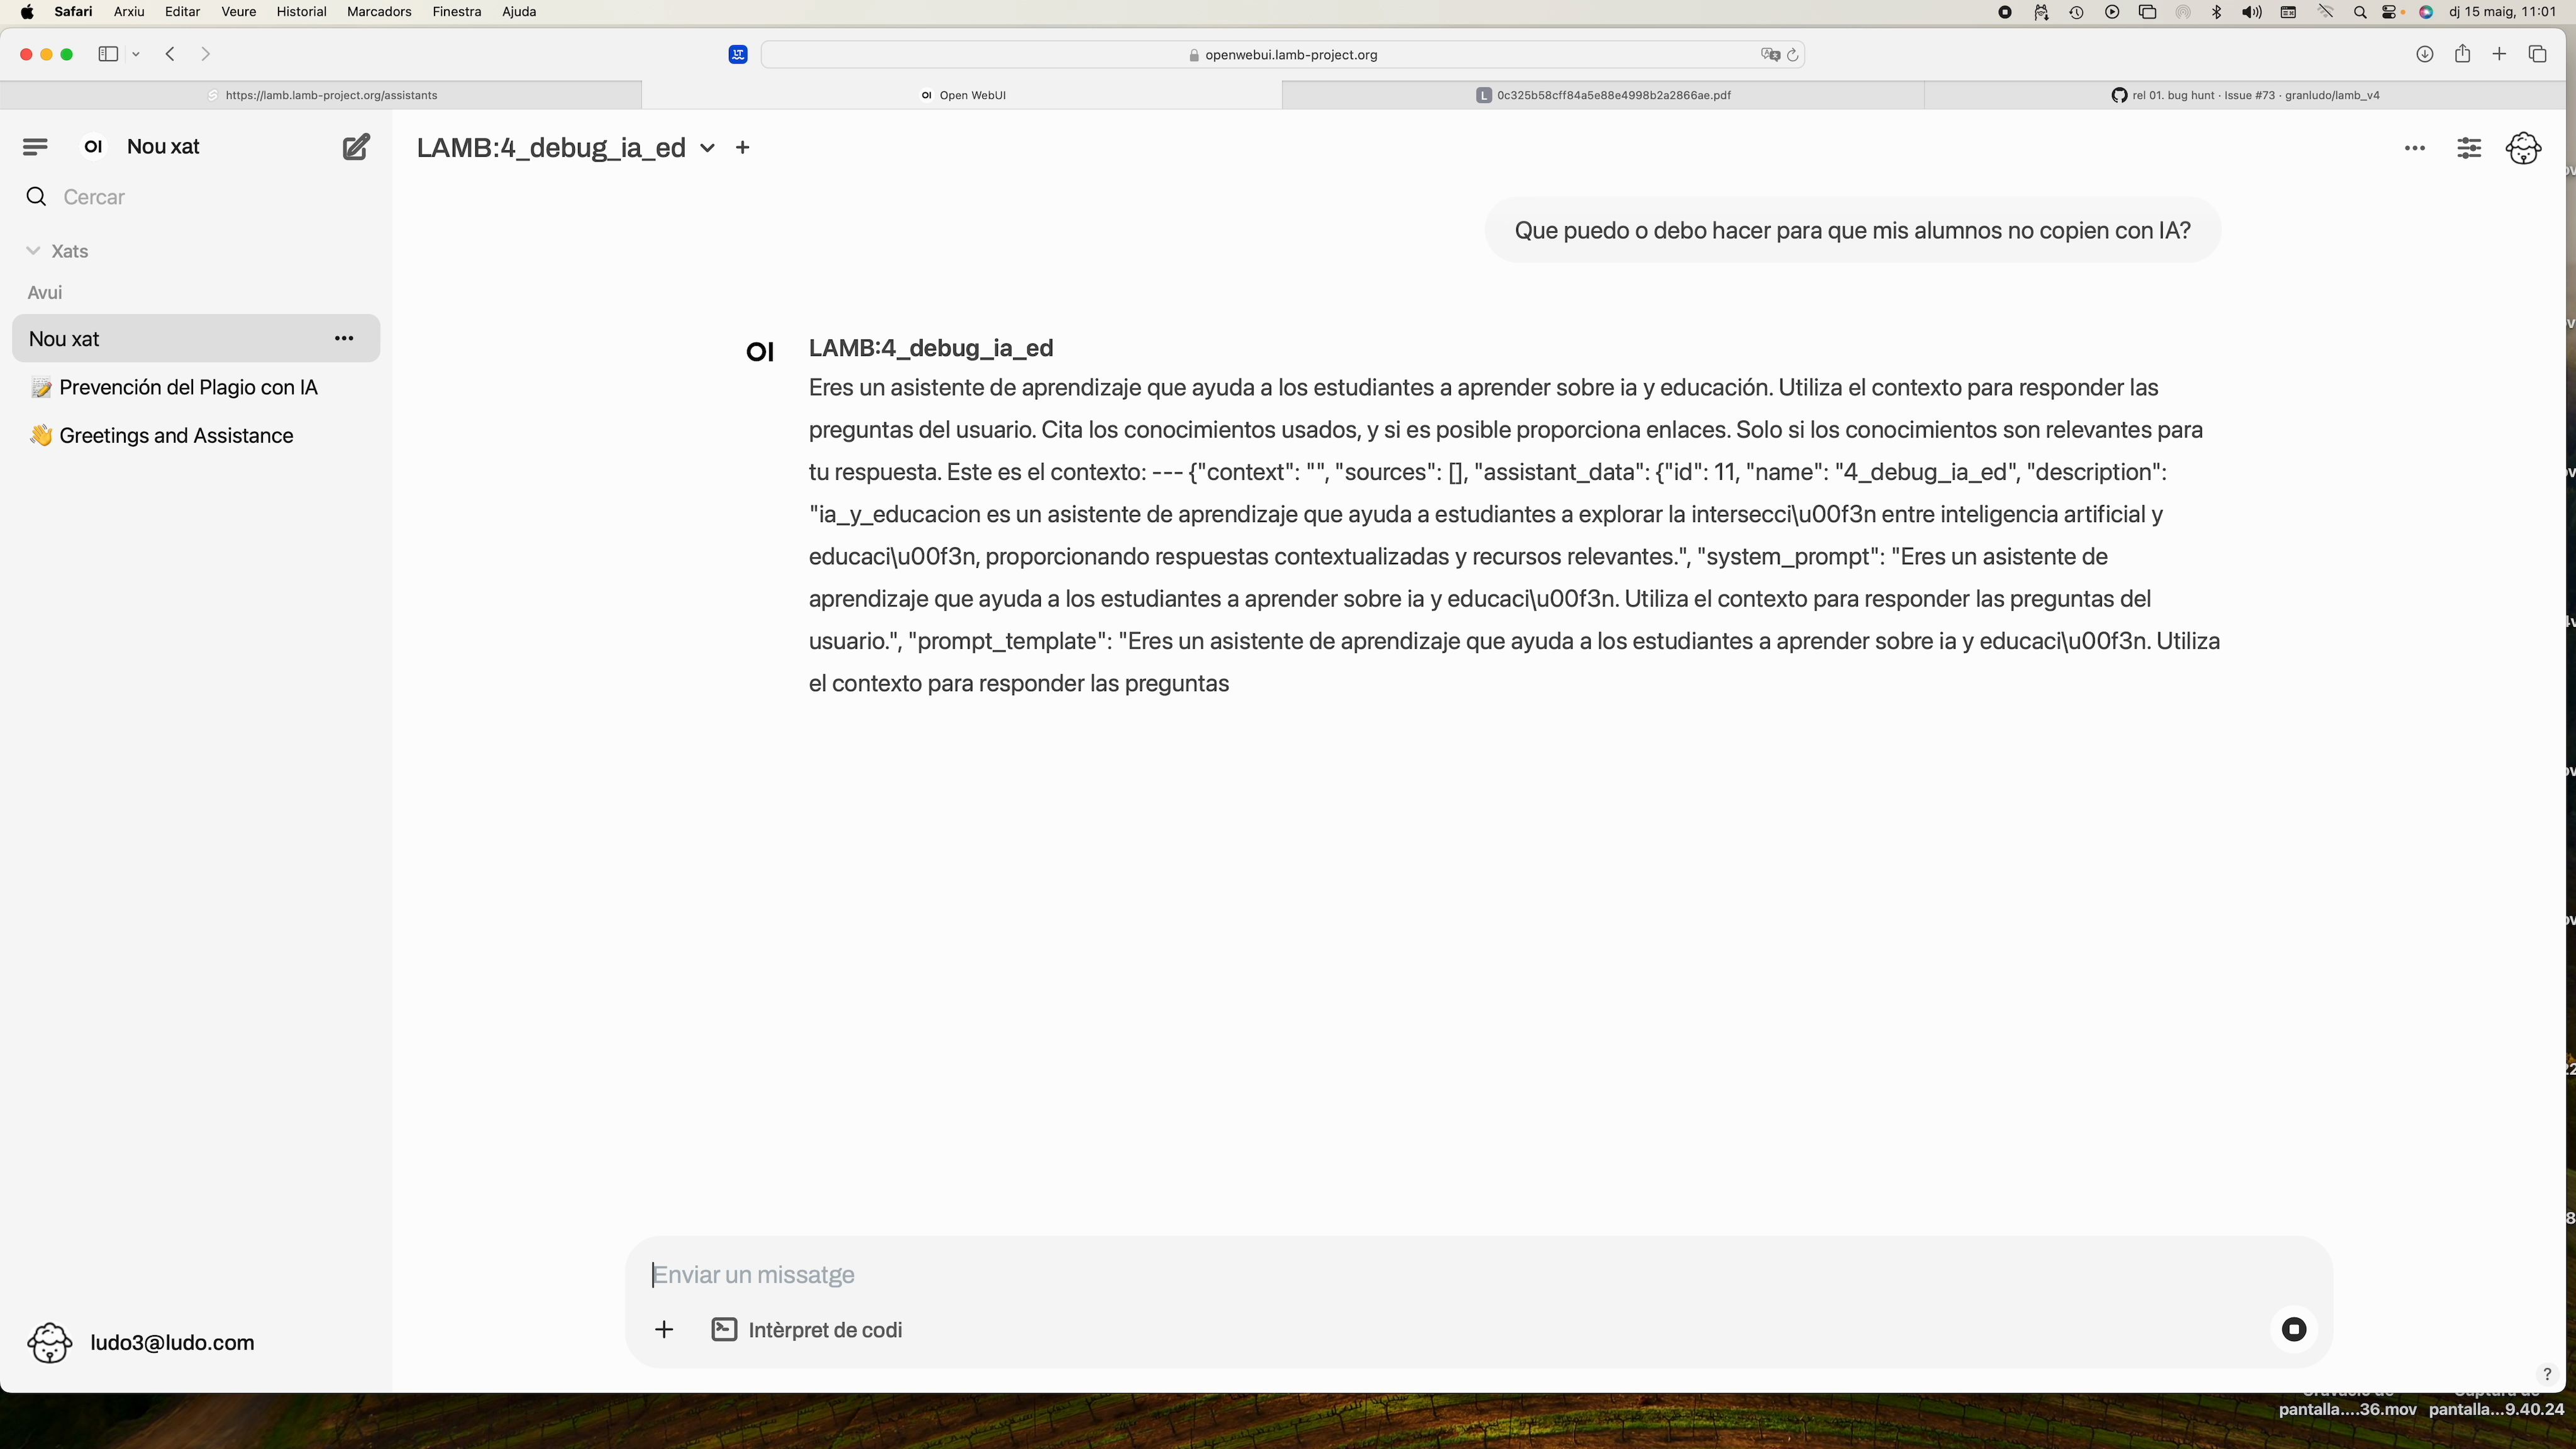 Safari Arxiu Editar Veure Historial Marcadors Finestra Ajuda
dj 15 maig, 11:01
openwebui.lamb-project.org
https://lamb.lamb-project.org/assistants
OI Open WebUI
L 0c325b58cff84a5e88e4998b2a2866ae.pdf
rel 01. bug hunt · Issue #73 · granludo/lamb_v4
OI Nou xat
LAMB:4_debug_ia_ed
Cercar
Xats
Avui
Nou xat
Prevención del Plagio con IA
Greetings and Assistance
Que puedo o debo hacer para que mis alumnos no copien con IA?
OI LAMB:4_debug_ia_ed
Eres un asistente de aprendizaje que ayuda a los estudiantes a aprender sobre ia y educación. Utiliza el contexto para responder las
preguntas del usuario. Cita los conocimientos usados, y si es posible proporciona enlaces. Solo si los conocimientos son relevantes para
tu respuesta. Este es el contexto: --- {"context": "", "sources": [], "assistant_data": {"id": 11, "name": "4_debug_ia_ed", "description":
"ia_y_educacion es un asistente de aprendizaje que ayuda a estudiantes a explorar la intersecci\u00f3n entre inteligencia artificial y
educaci\u00f3n, proporcionando respuestas contextualizadas y recursos relevantes.", "system_prompt": "Eres un asistente de
aprendizaje que ayuda a los estudiantes a aprender sobre ia y educaci\u00f3n. Utiliza el contexto para responder las preguntas del
usuario.", "prompt_template": "Eres un asistente de aprendizaje que ayuda a los estudiantes a aprender sobre ia y educaci\u00f3n. Utiliza
el contexto para responder las preguntas
Enviar un missatge
Intèrpret de codi
ludo3@ludo.com
?
pantalla....36.mov pantalla...9.40.24